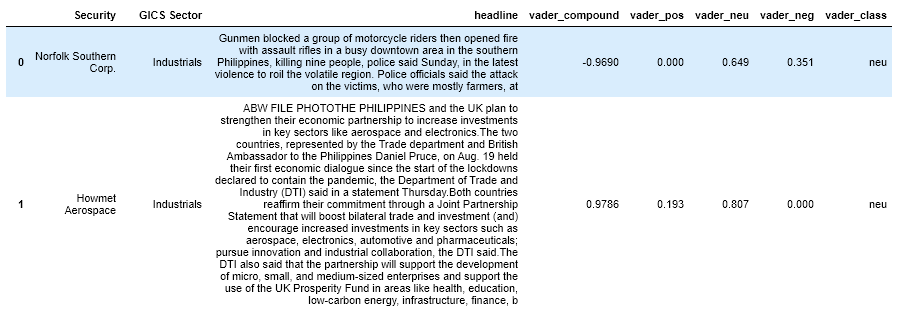 Security GICS Sector headline vader_compound vader_pos vader_neu vader_neg vader_class
Gunmen blocked a group of motorcycle riders then opened fire
with assault rifles in a busy downtown area in the southern
0 Norfolk Southern Corp. Industrials Philippines, killing nine people, police said Sunday, in the latest -0.9690 0.000 0.649 0.351 neu
violence to roil the volatile region. Police officials said the attack
on the victims, who were mostly farmers, at
ABW FILE PHOTOTHE PHILIPPINES and the UK plan to
strengthen their economic partnership to increase investments
in key sectors like aerospace and electronics.The two
countries, represented by the Trade department and British
Ambassador to the Philippines Daniel Pruce, on Aug. 19 held
their first economic dialogue since the start of the lockdowns
declared to contain the pandemic, the Department of Trade and
Industry (DTI) said in a statement Thursday.Both countries
1 Howmet Aerospace Industrials reaffirm their commitment through a Joint Partnership 0.9786 0.193 0.807 0.000 neu
Statement that will boost bilateral trade and investment (and)
encourage increased investments in key sectors such as
aerospace, electronics, automotive and pharmaceuticals;
pursue innovation and industrial collaboration, the DTI said.The
DTI also said that the partnership will support the development
of micro, small, and medium-sized enterprises and support the
use of the UK Prosperity Fund in areas like health, education,
low-carbon energy, infrastructure, finance, b